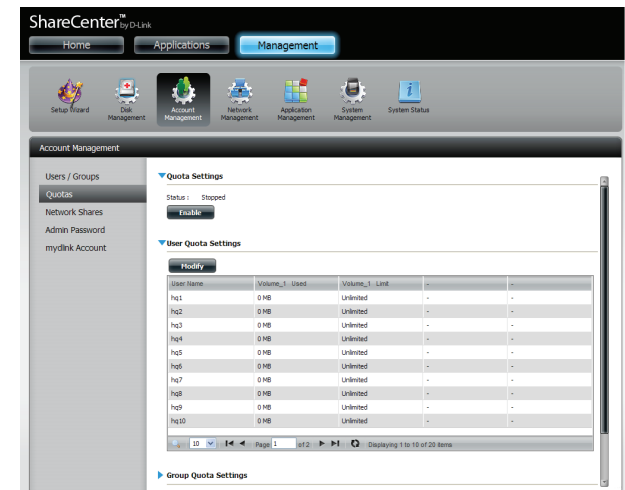 ShareCenter™ by D-Link
Home Applications Management
Setup Wizard Disk Management Account Management Network Management Application Management System Management System Status
Account Management
Users / Groups
Quotas
Network Shares
Admin Password
mydlink Account
Quota Settings
Status : Stopped
Enable
User Quota Settings
Modify
User Name Volume_1 Used Volume_1 Limit - -
hq1 0 MB Unlimited - -
hq2 0 MB Unlimited - -
hq3 0 MB Unlimited - -
hq4 0 MB Unlimited - -
hq5 0 MB Unlimited - -
hq6 0 MB Unlimited - -
hq7 0 MB Unlimited - -
hq8 0 MB Unlimited - -
hq9 0 MB Unlimited - -
hq10 0 MB Unlimited - -
10 Page 1 of 2 Displaying 1 to 10 of 20 items
Group Quota Settings